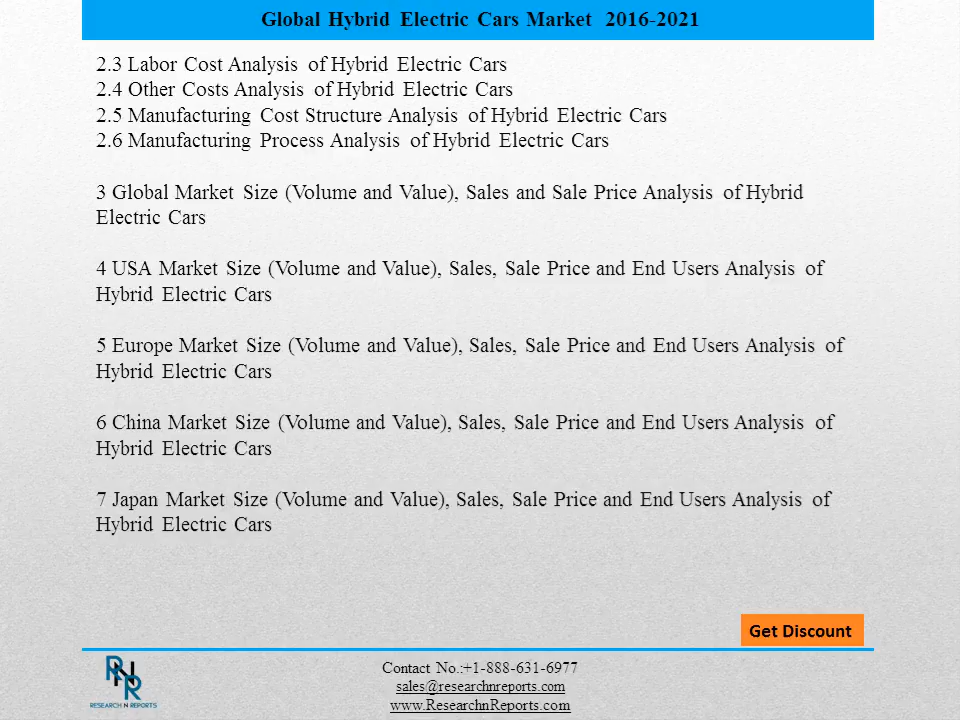 Global Hybrid Electric Cars Market 2016-2021
2.3 Labor Cost Analysis of Hybrid Electric Cars
2.4 Other Costs Analysis of Hybrid Electric Cars
2.5 Manufacturing Cost Structure Analysis of Hybrid Electric Cars
2.6 Manufacturing Process Analysis of Hybrid Electric Cars
3 Global Market Size (Volume and Value), Sales and Sale Price Analysis of Hybrid
Electric Cars
4 USA Market Size (Volume and Value), Sales, Sale Price and End Users Analysis of
Hybrid Electric Cars
5 Europe Market Size (Volume and Value), Sales, Sale Price and End Users Analysis of
Hybrid Electric Cars
6 China Market Size (Volume and Value), Sales, Sale Price and End Users Analysis of
Hybrid Electric Cars
7 Japan Market Size (Volume and Value), Sales, Sale Price and End Users Analysis of
Hybrid Electric Cars
Get Discount
RNR
RESEARCH N REPORTS
Contact No.:+1-888-631-6977
sales@researchnreports.com
www.ResearchnReports.com